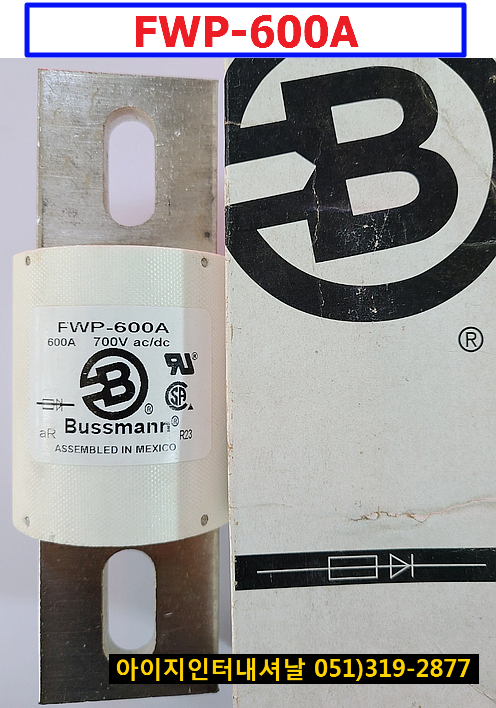 FWP-600A
B
®
FWP-600A
600A 700V ac/dc
B
®
Bussmann®
aR
R23
ASSEMBLED IN MEXICO
아이지인터내셔날 051)319-2877